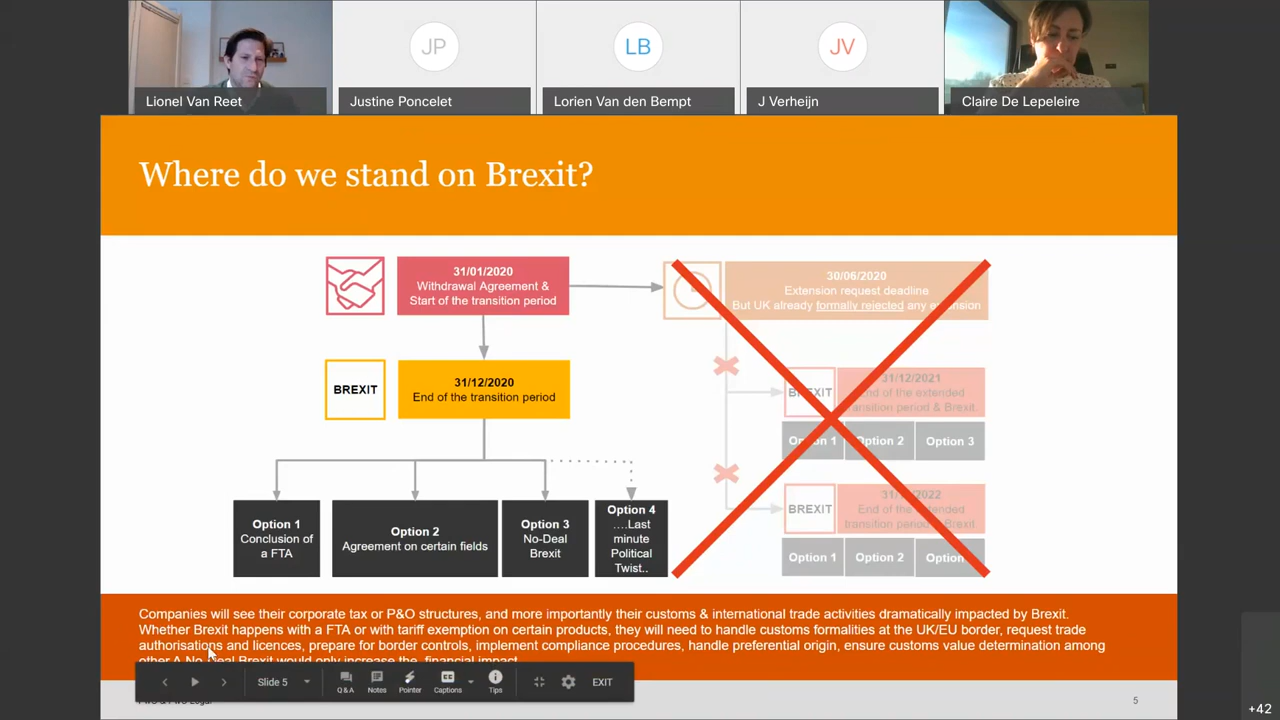 JP
LB
JV
Lionel Van Reet
Justine Poncelet
Lorien Van den Bempt
J Verheijn
Claire De Lepeleire
Where do we stand on Brexit?
31/01/2020
Withdrawal Agreement &
Start of the transition period
30/06/2020
Extension request deadline
But UK already formally rejected any extension
BREXIT
31/12/2020
End of the transition period
BREXIT
31/12/2021
End of the extended
transition period & Brexit
Option 1
Option 2
Option 3
BREXIT
31/12/2022
End of the extended
transition period & Brexit
Option 1
Option 2
Option
Option 1
Conclusion of
a FTA
Option 2
Agreement on certain fields
Option 3
No-Deal
Brexit
Option 4
....Last
minute
Political
Twist..
Companies will see their corporate tax or P&O structures, and more importantly their customs & international trade activities dramatically impacted by Brexit.
Whether Brexit happens with a FTA or with tariff exemption on certain products, they will need to handle customs formalities at the UK/EU border, request trade
authorisations and licences, prepare for border controls, implement compliance procedures, handle preferential origin, ensure customs value determination among
other A No-Deal Brexit would only increase the financial impact
Slide 5
Q & A
Notes
Pointer
Captions
Tips
EXIT
5
+42